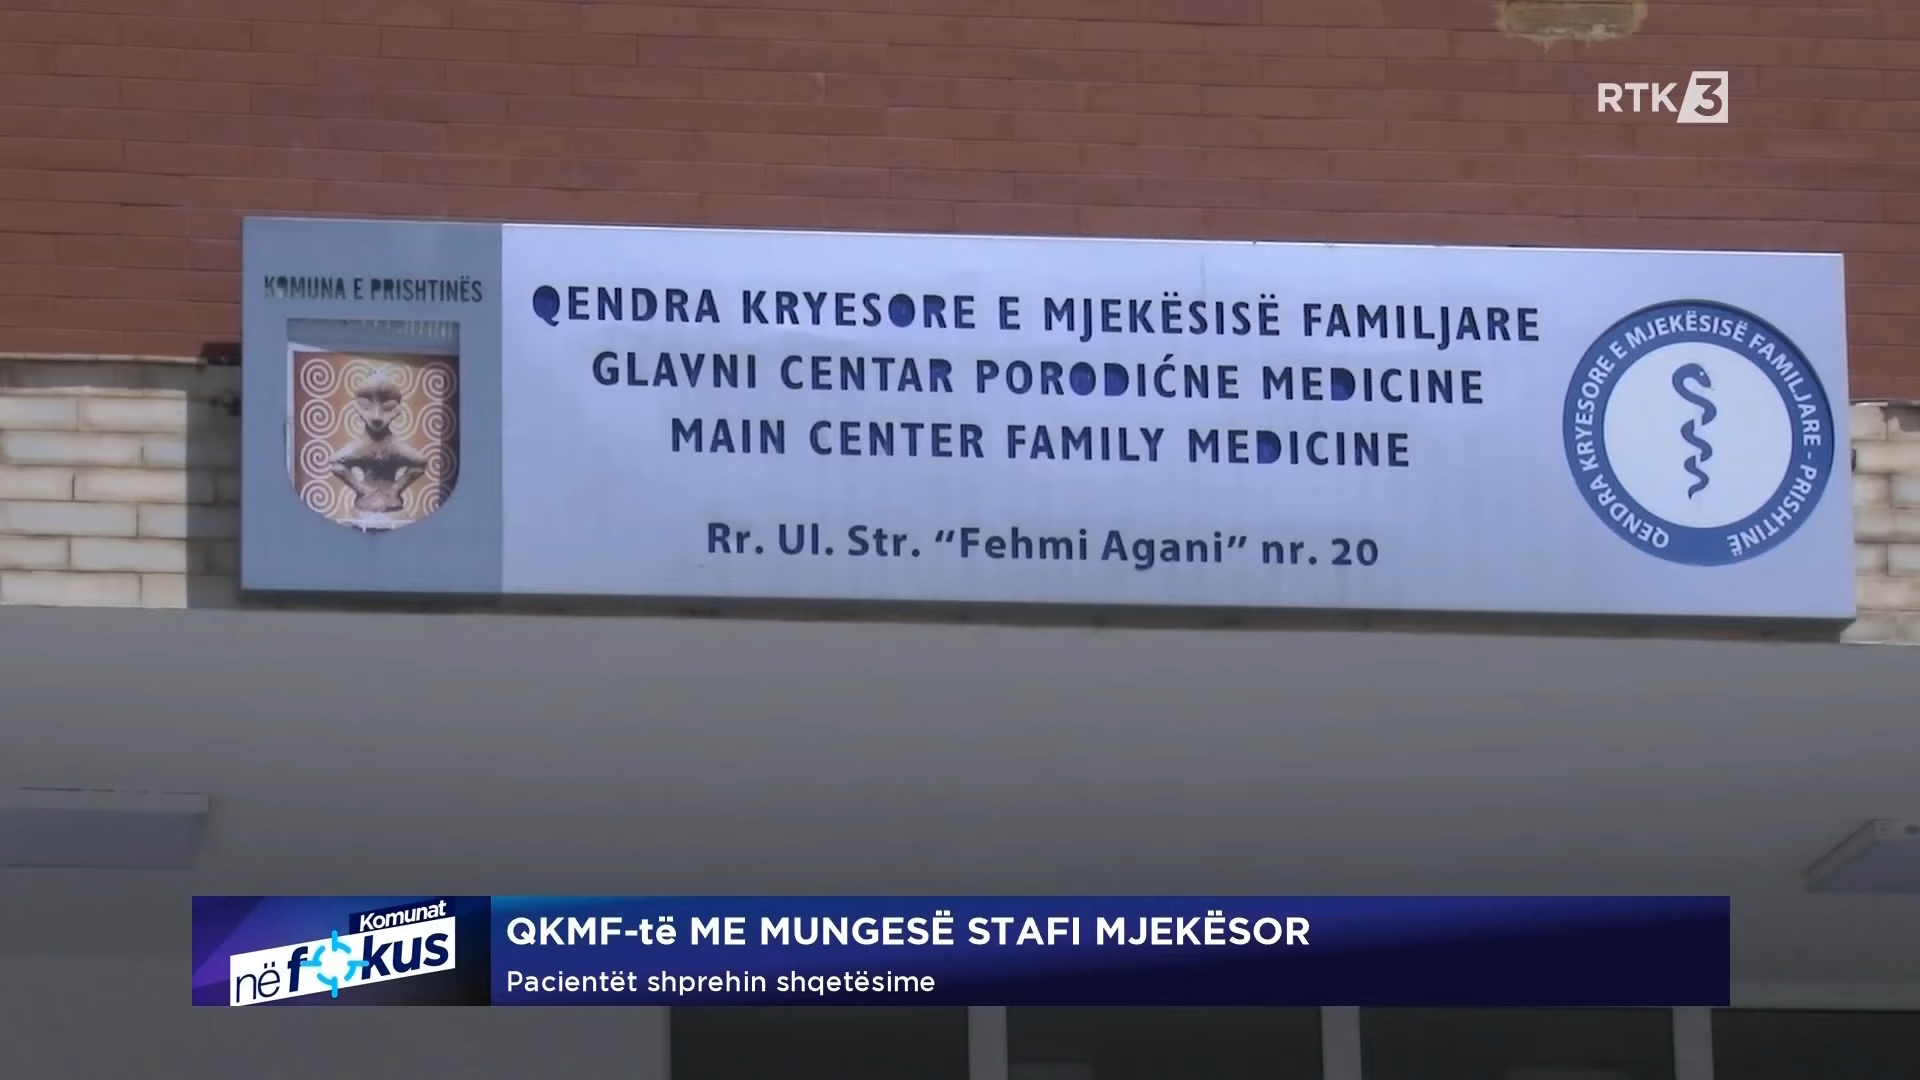 RTK 3
KOMUNA E PRISHTINËS
QENDRA KRYESORE E MJEKËSISË FAMILJARE
GLAVNI CENTAR PORODIĆNE MEDICINE
MAIN CENTER FAMILY MEDICINE
Rr. Ul. Str. “Fehmi Agani” nr. 20
QENDRA KRYESORE E MJEKËSISË FAMILJARE - PRISHTINË
Komunat
në fokus
QKMF-të ME MUNGESË STAFI MJEKËSOR
Pacientët shprehin shqetësime